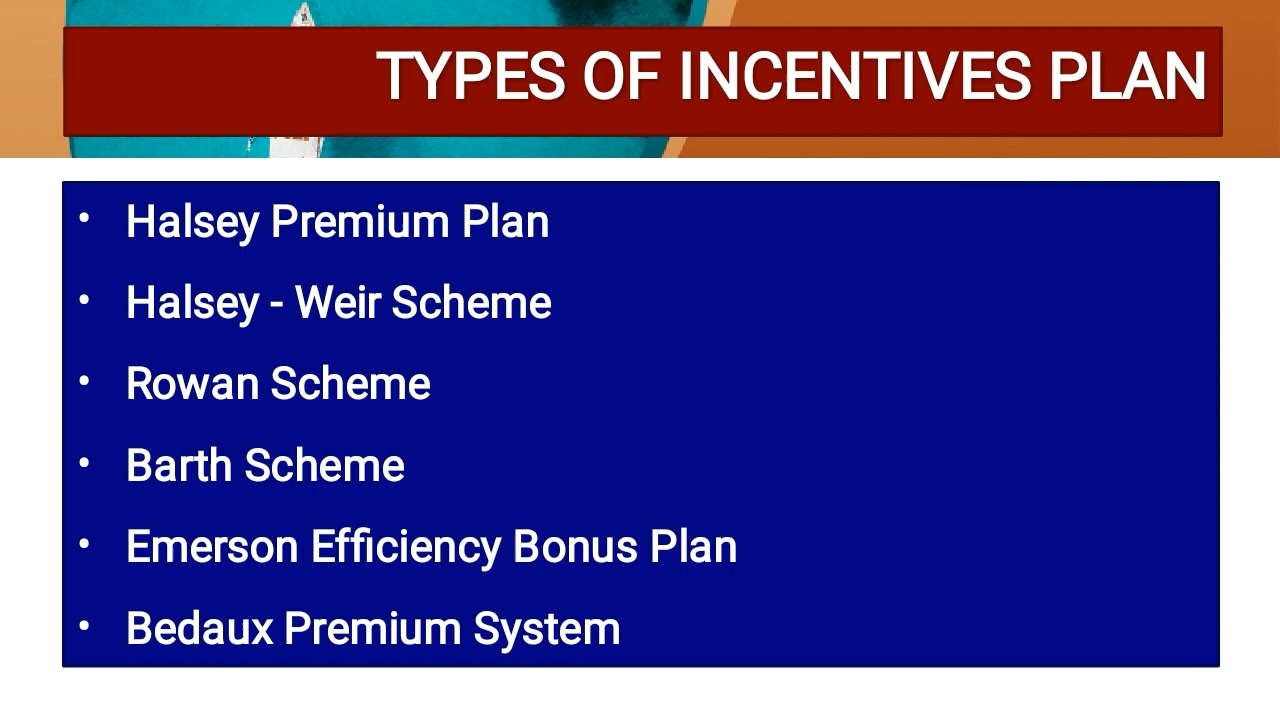 TYPES OF INCENTIVES PLAN
• Halsey Premium Plan
• Halsey - Weir Scheme
• Rowan Scheme
• Barth Scheme
• Emerson Efficiency Bonus Plan
• Bedaux Premium System